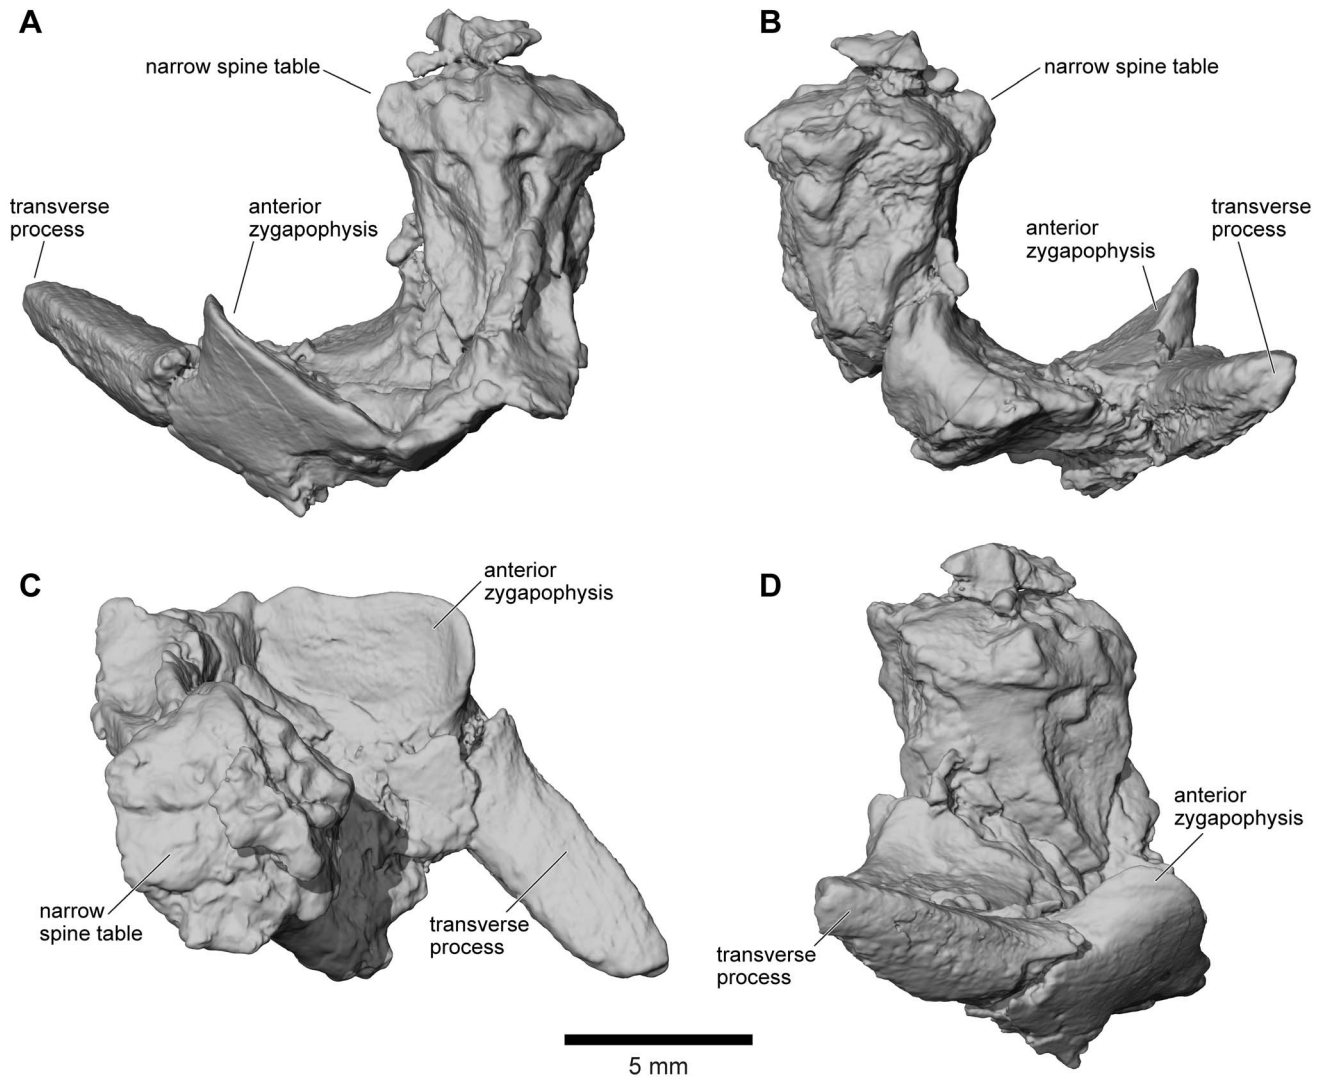 A
narrow spine table
transverse
process
anterior
zygapophysis
B
narrow spine table
anterior
zygapophysis
transverse
process
C
anterior
zygapophysis
narrow
spine table
transverse
process
D
anterior
zygapophysis
transverse
process
5 mm